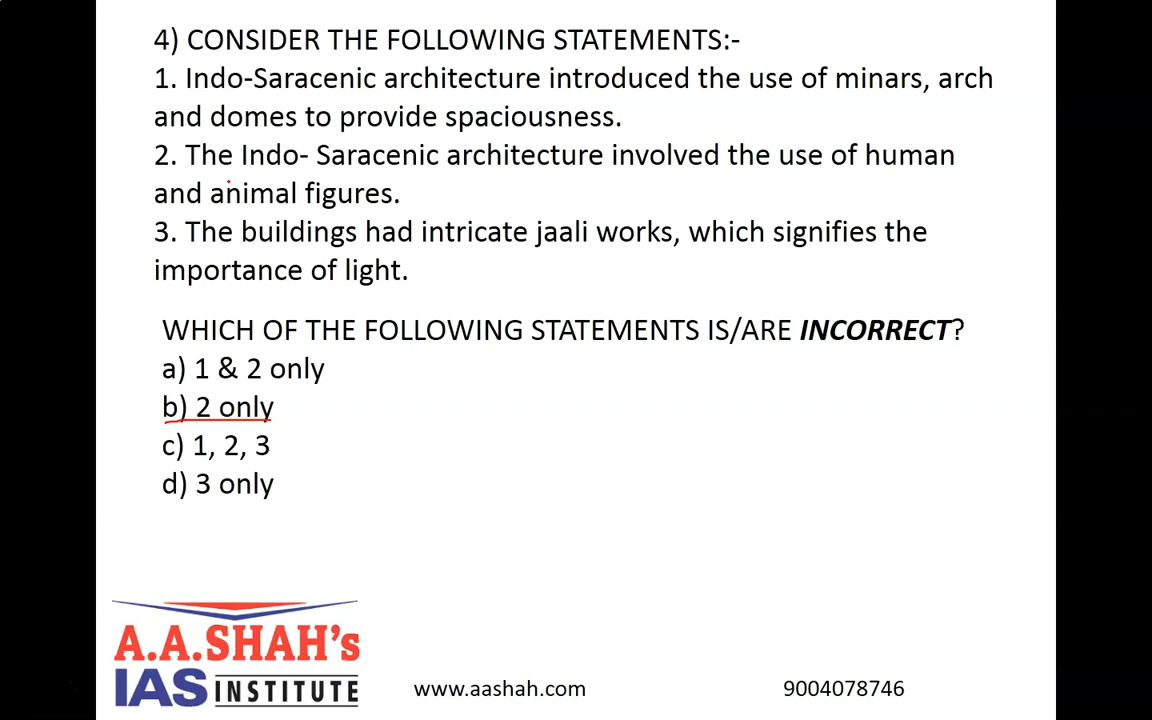 4) CONSIDER THE FOLLOWING STATEMENTS:-
1. Indo-Saracenic architecture introduced the use of minars, arch
and domes to provide spaciousness.
2. The Indo- Saracenic architecture involved the use of human
and animal figures.
3. The buildings had intricate jaali works, which signifies the
importance of light.
WHICH OF THE FOLLOWING STATEMENTS IS/ARE INCORRECT?
a) 1 & 2 only
b) 2 only
c) 1, 2, 3
d) 3 only
A.A.SHAH's
IAS INSTITUTE
www.aashah.com
9004078746